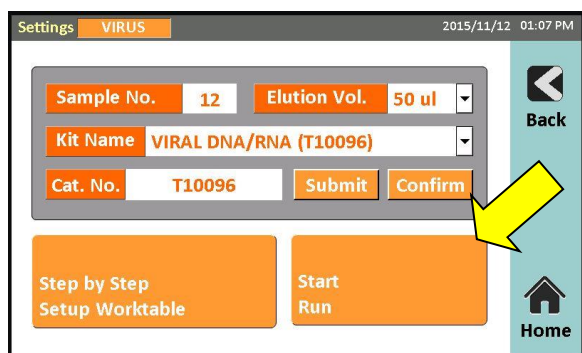 Settings VIRUS 2015/11/12 01:07 PM
Sample No. 12 Elution Vol. 50 ul
Back
Kit Name VIRAL DNA/RNA (T10096)
Cat. No. T10096 Submit Confirm
Step by Step
Setup Worktable
Start
Run
Home